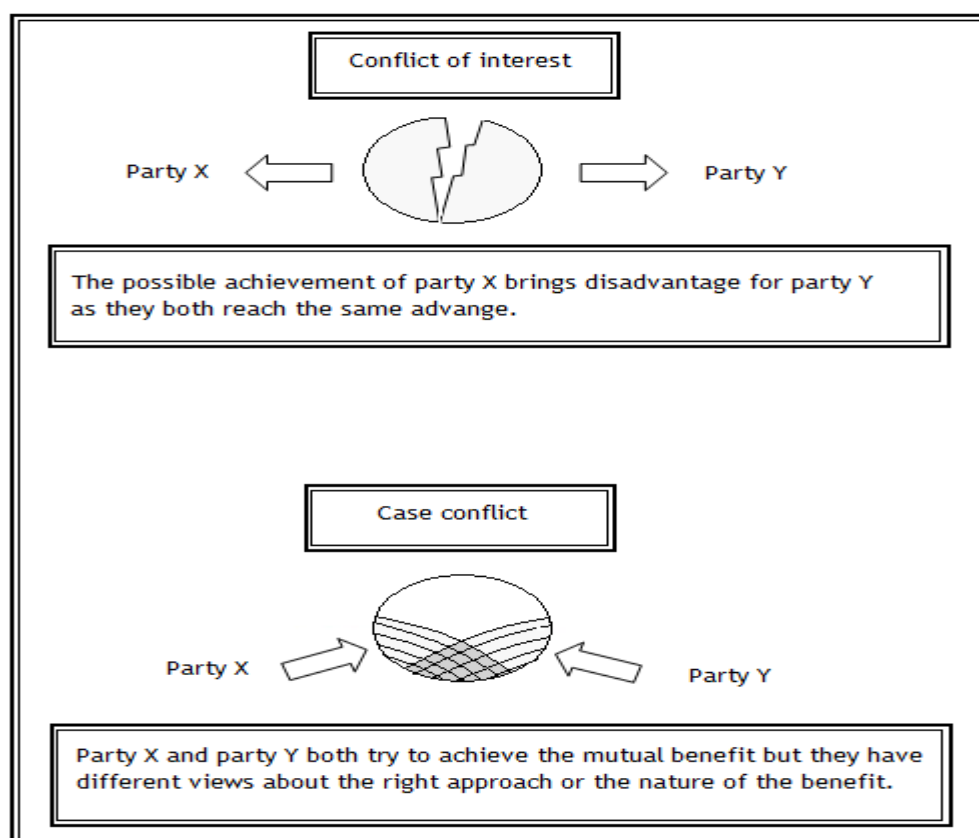 Conflict of interest
Party X
Party Y
The possible achievement of party X brings disadvantage for party Y
as they both reach the same advange.
Case conflict
Party X
Party Y
Party X and party Y both try to achieve the mutual benefit but they have
different views about the right approach or the nature of the benefit.